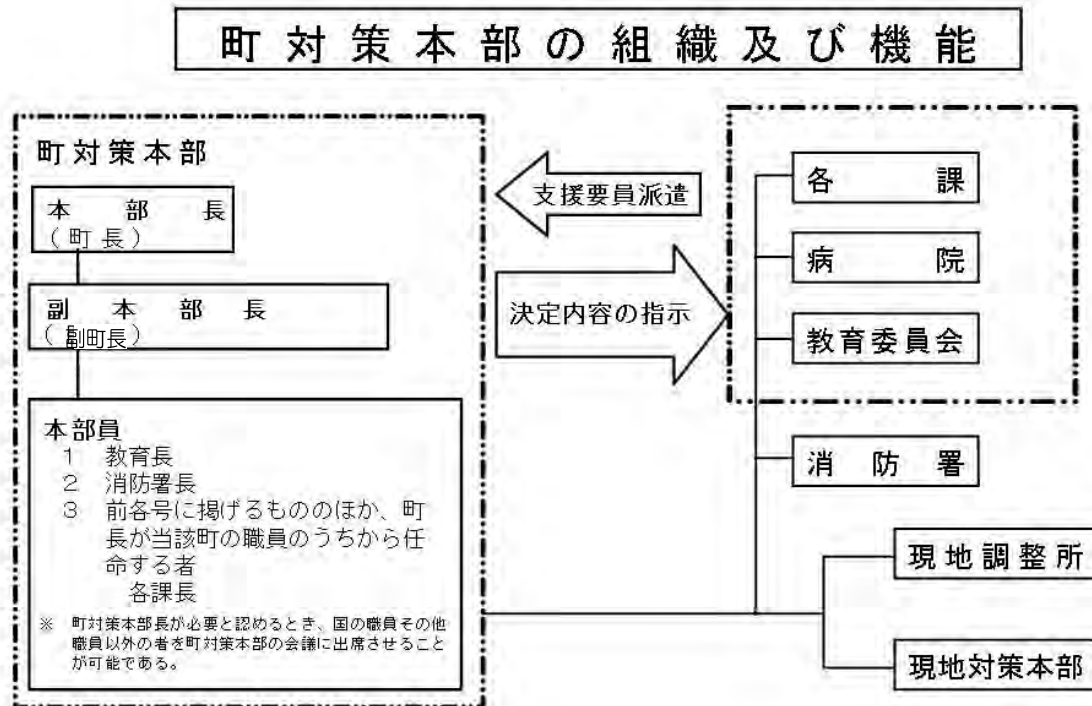 町対策本部の組織及び機能
町対策本部
本部長
（町長）
副本部長
（副町長）
本部員
1 教育長
2 消防署長
3 前各号に掲げるもののほか、町
長が当該町の職員のうちから任
命する者
各課長
※ 町対策本部長が必要と認めるとき、国の職員その他
職員以外の者を町対策本部の会議に出席させること
が可能である。
支援要員派遣
決定内容の指示
各課
病院
教育委員会
消防署
現地調整所
現地対策本部